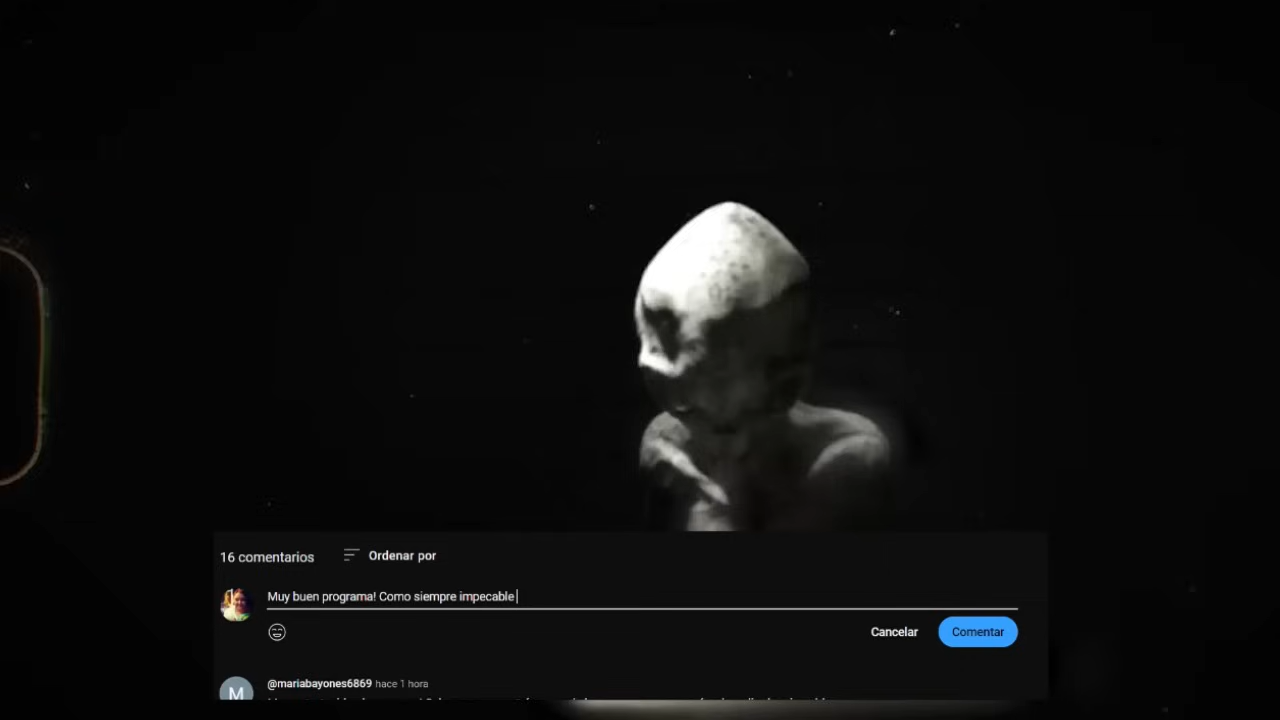 16 comentarios
Ordenar por
Muy buen programa! Como siempre impecable
Cancelar
Comentar
M
@mariabayones6869 hace 1 hora